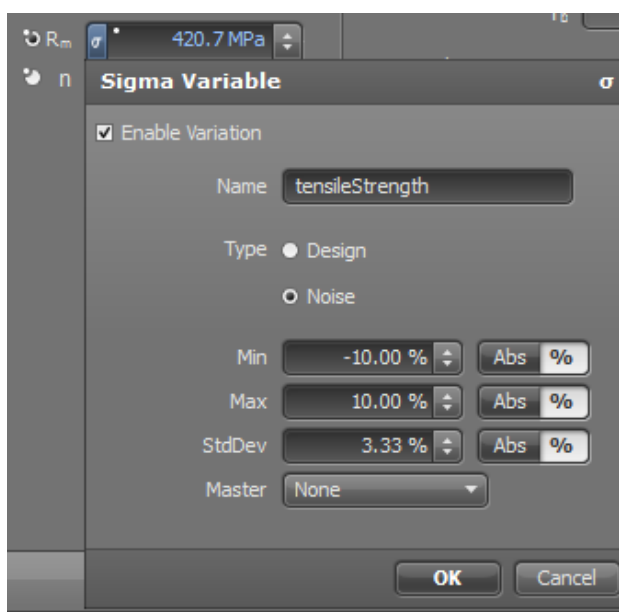 Rm σ 420.7 MPa
n
Sigma Variable σ
Enable Variation
Name tensileStrength
Type Design
Noise
Min -10.00 % Abs %
Max 10.00 % Abs %
StdDev 3.33 % Abs %
Master None
OK Cancel